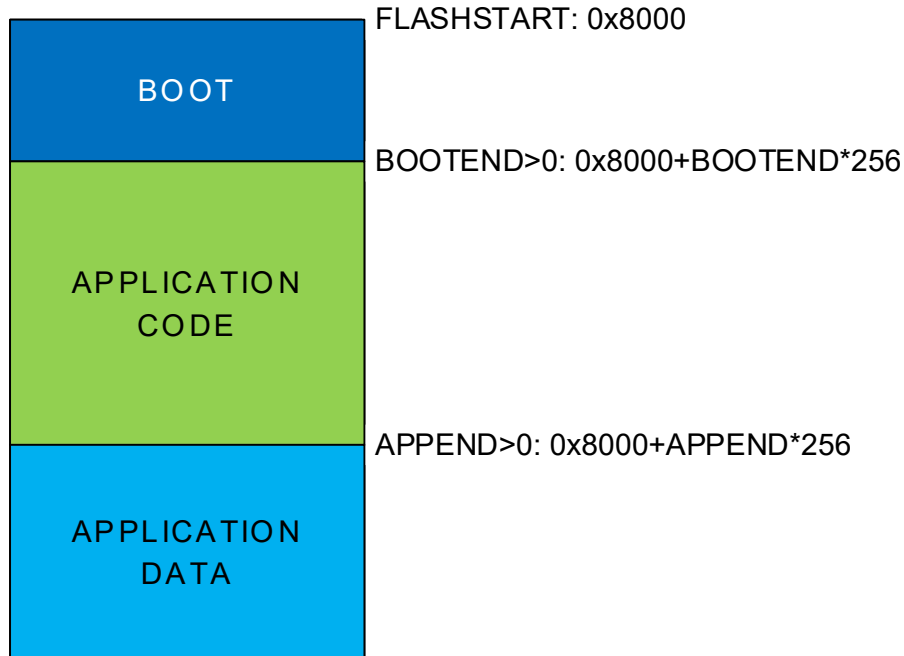 FLASHSTART: 0x8000
BOOT
BOOTEND>0: 0x8000+BOOTEND*256
APPLICATION
CODE
APPEND>0: 0x8000+APPEND*256
APPLICATION
DATA